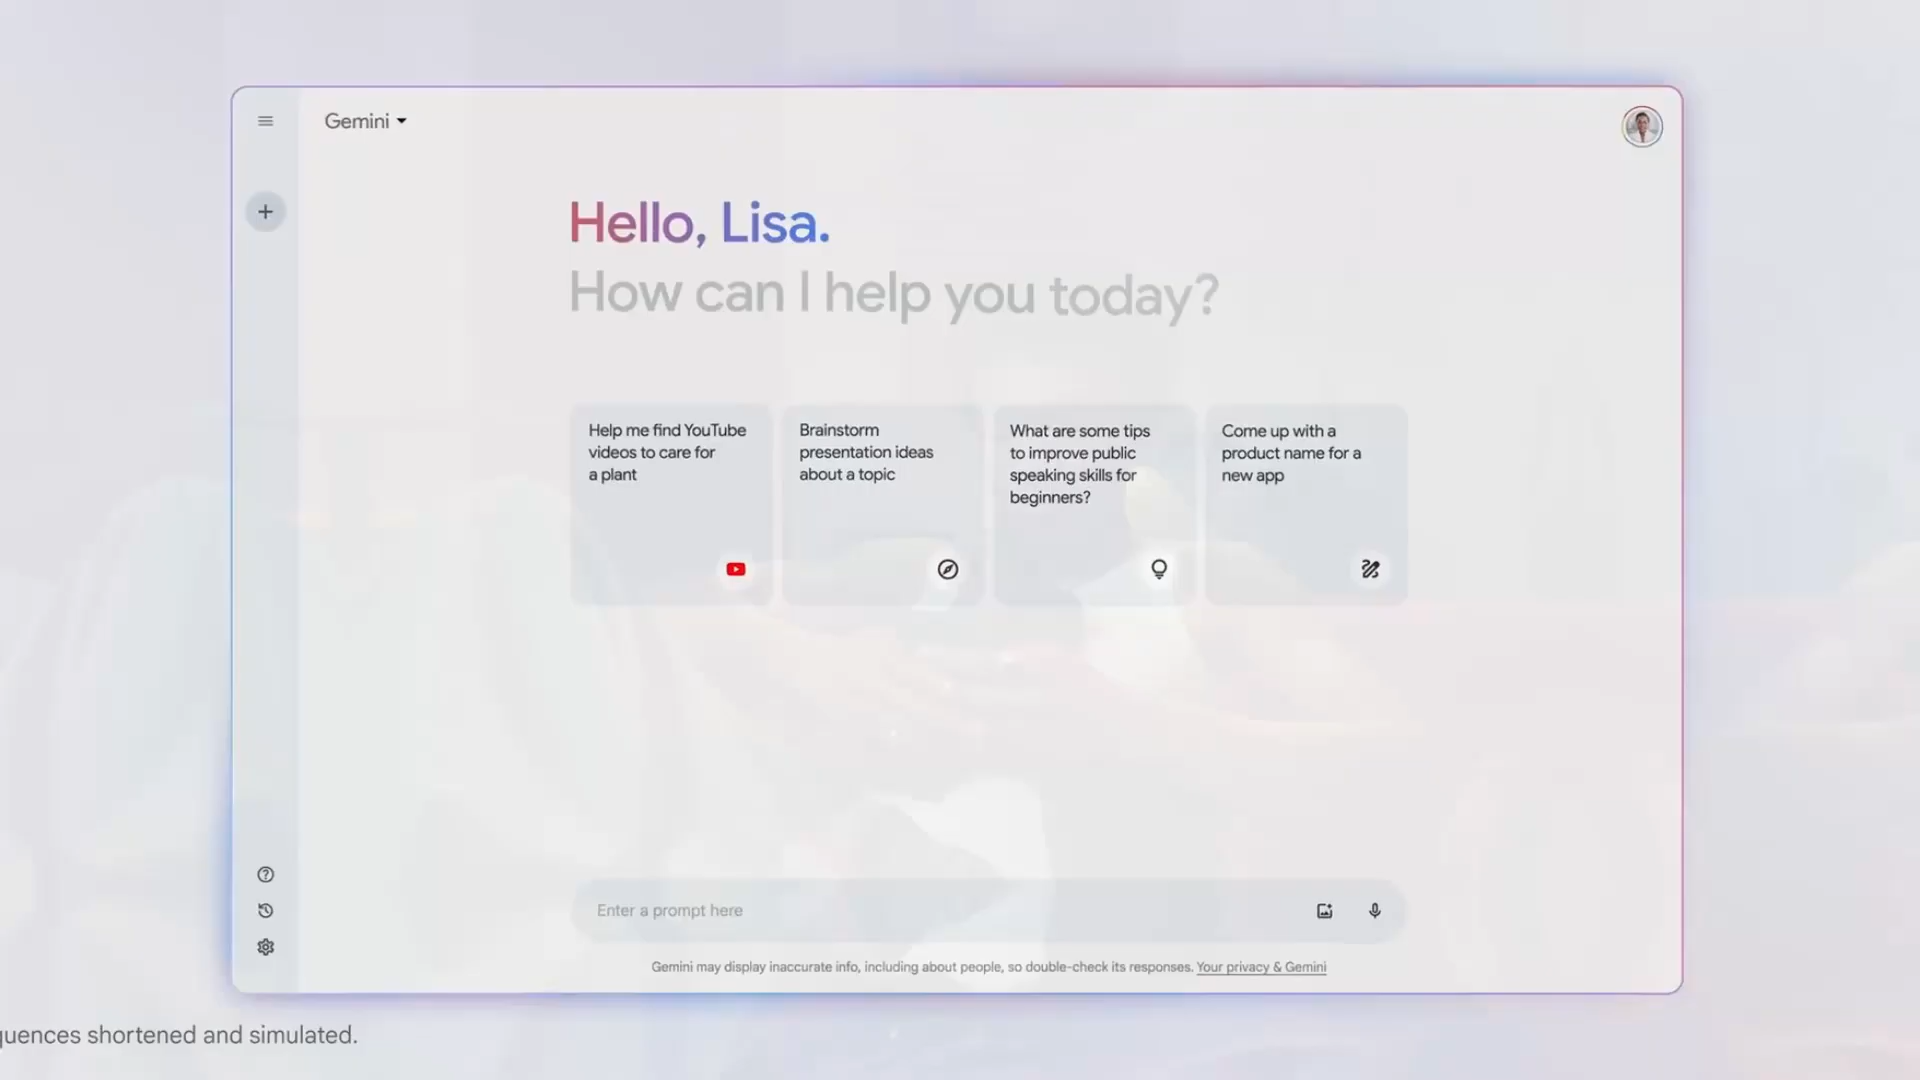 Gemini
Hello, Lisa.
How can I help you today?
Help me find YouTube
videos to care for
a plant
Brainstorm
presentation ideas
about a topic
What are some tips
to improve public
speaking skills for
beginners?
Come up with a
product name for a
new app
Enter a prompt here
Gemini may display inaccurate info, including about people, so double-check its responses. Your privacy & Gemini
shortened and simulated.